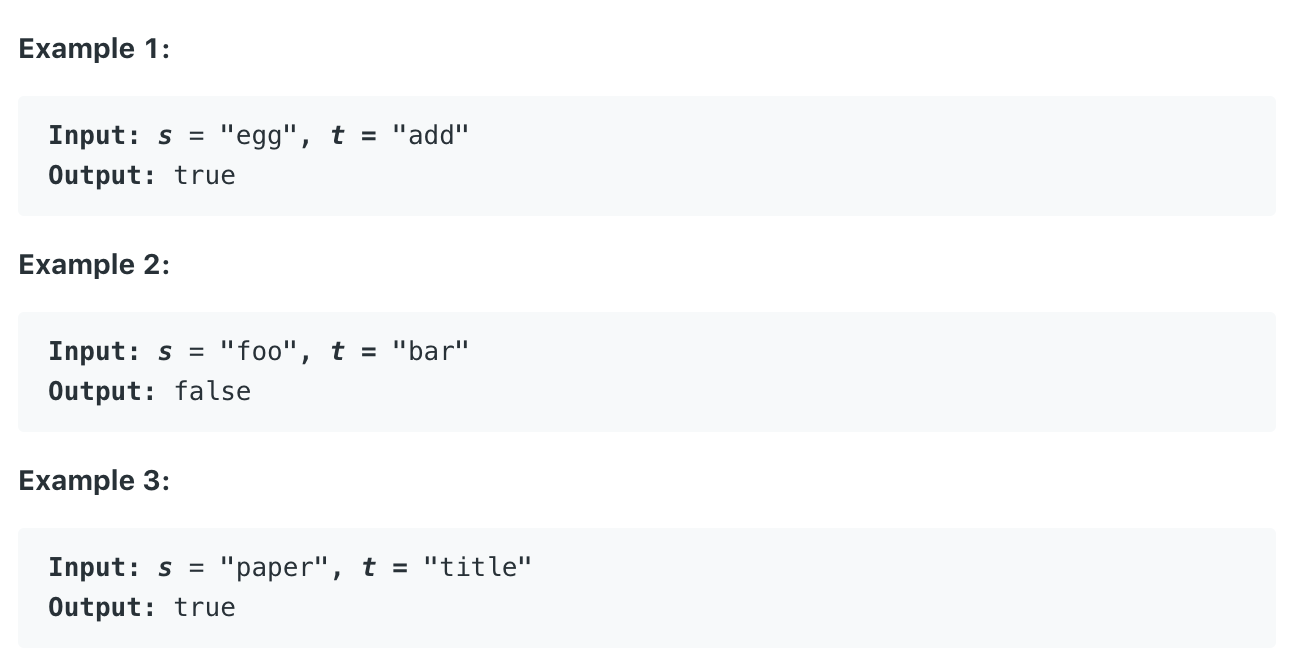 Example 1:
Input: s = "egg", t = "add"
Output: true
Example 2:
Input: s = "foo", t = "bar"
Output: false
Example 3:
Input: s = "paper", t = "title"
Output: true